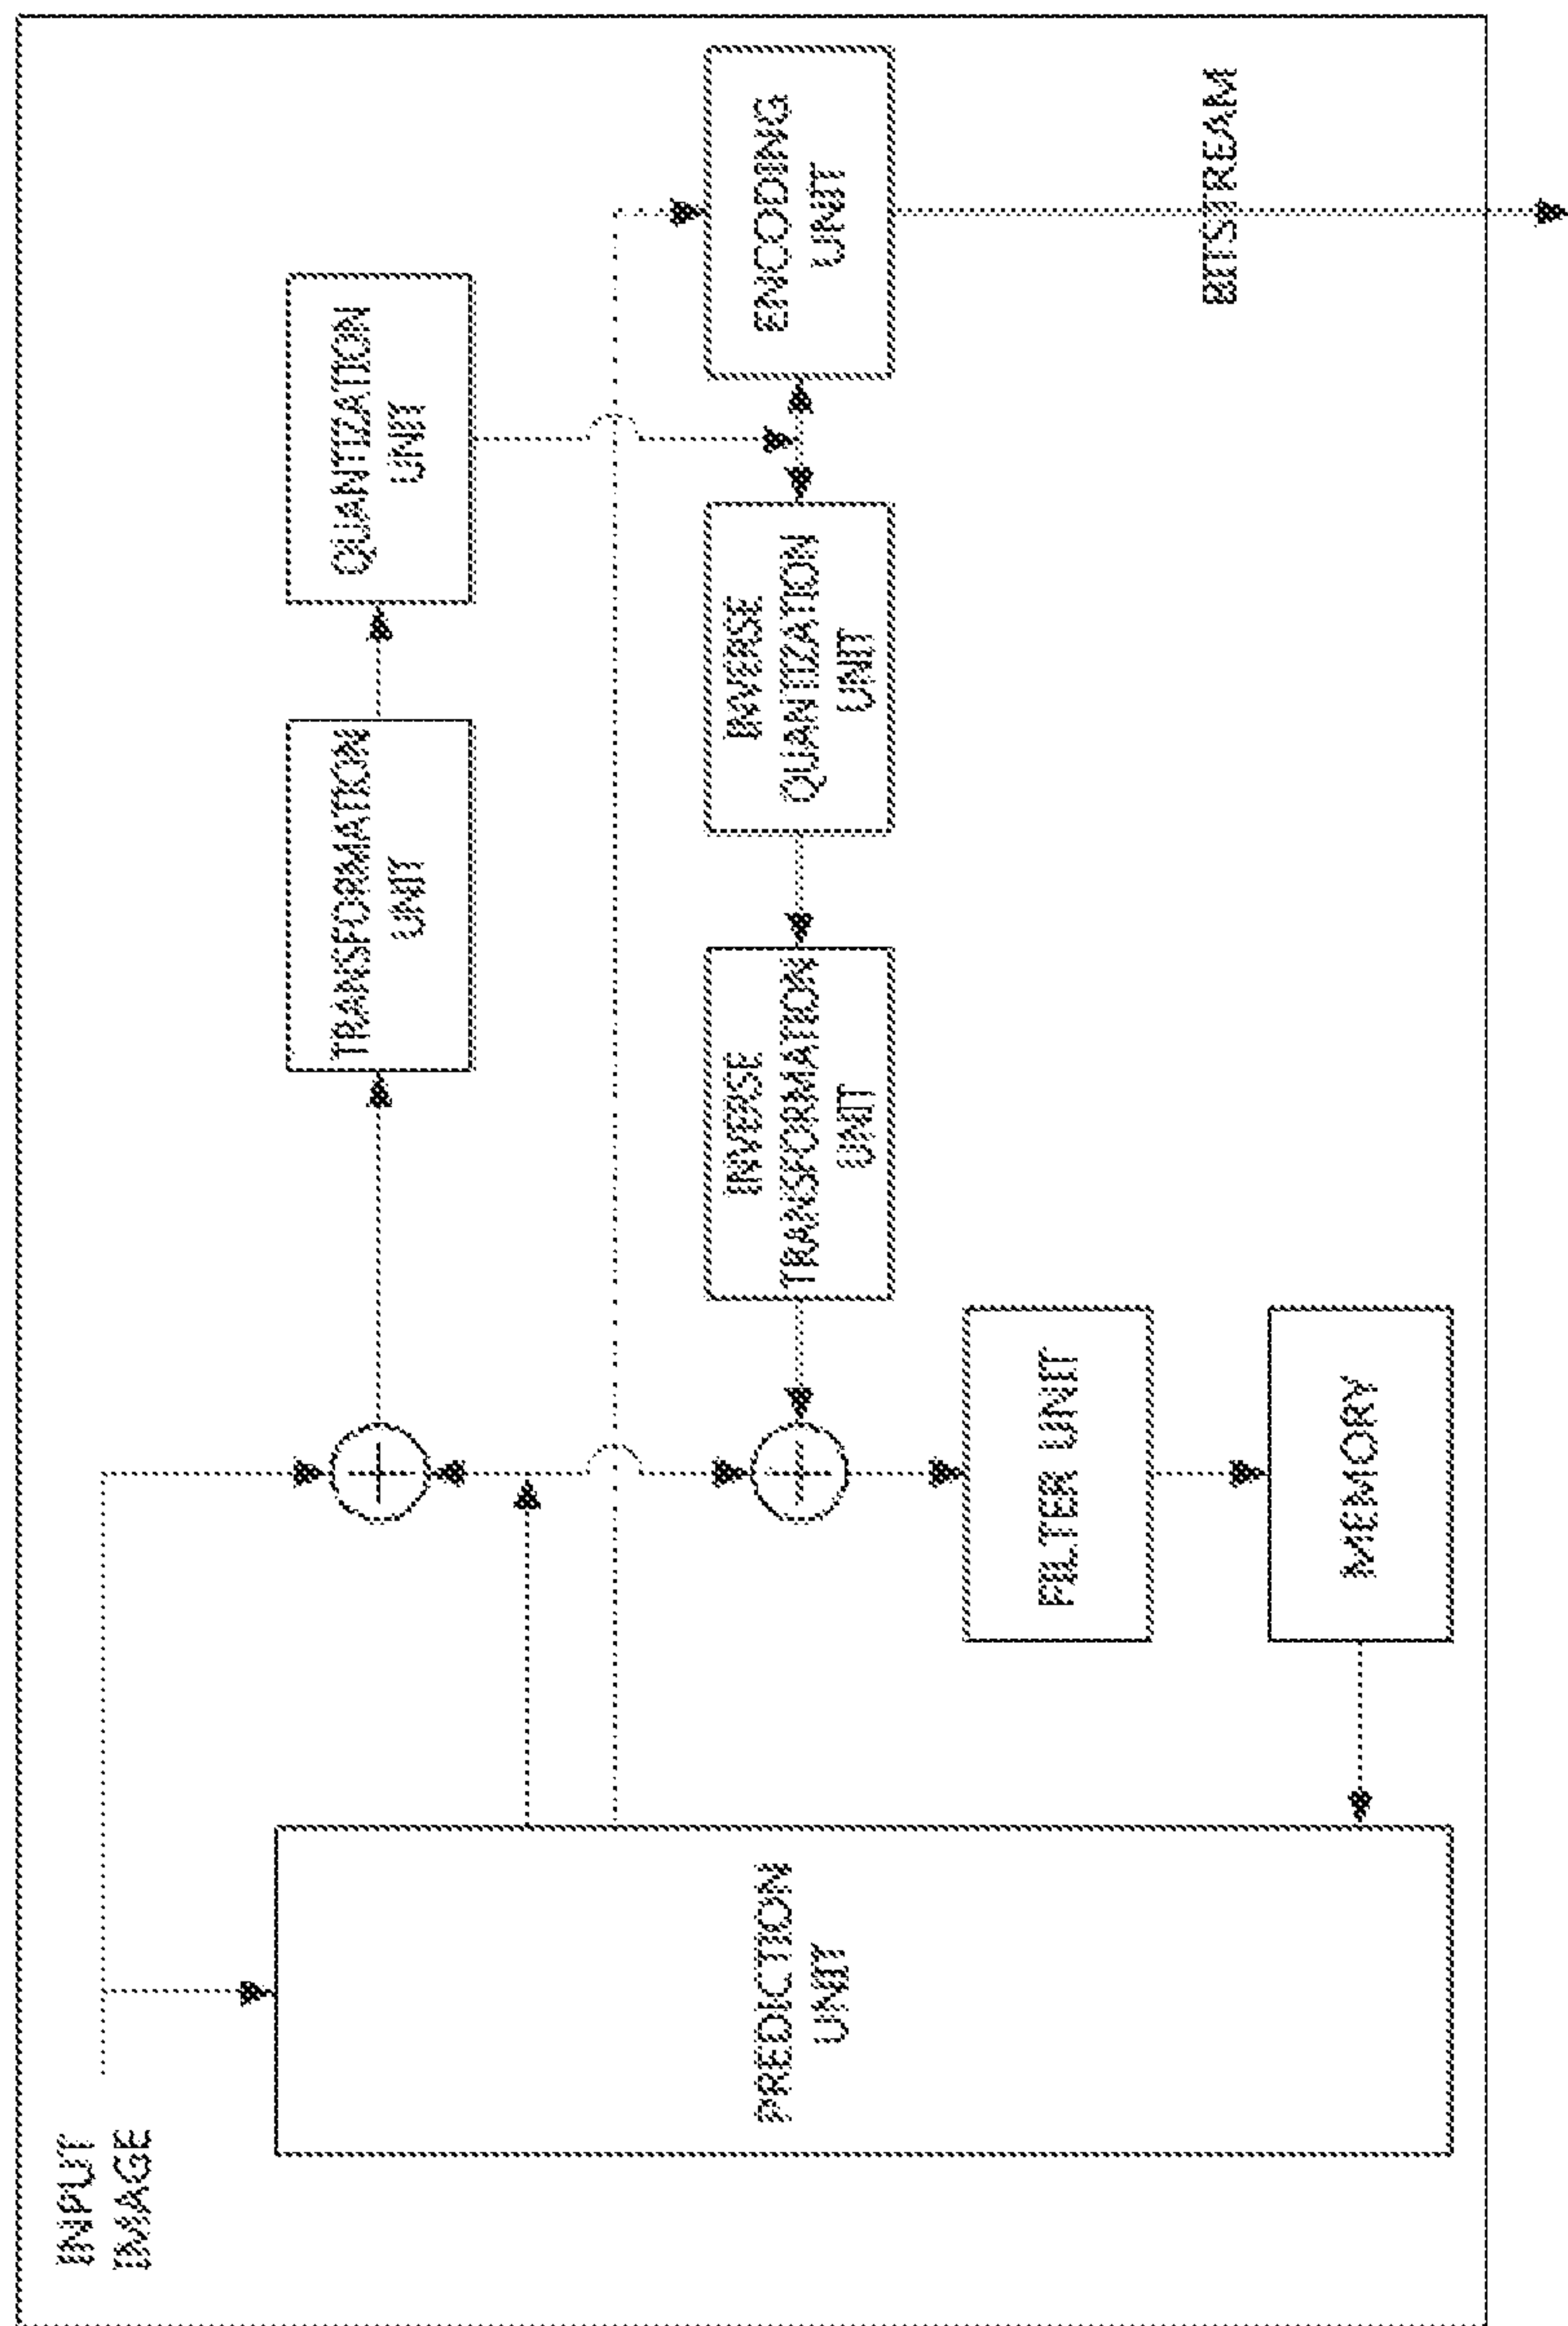 INPUT
IMAGE
TRANSFORMATION
UNIT
QUANTIZATION
UNIT
PREDICTION
UNIT
INVERSE
TRANSFORMATION
UNIT
INVERSE
QUANTIZATION
UNIT
ENCODING
UNIT
FILTER UNIT
BITSTREAM
MEMORY